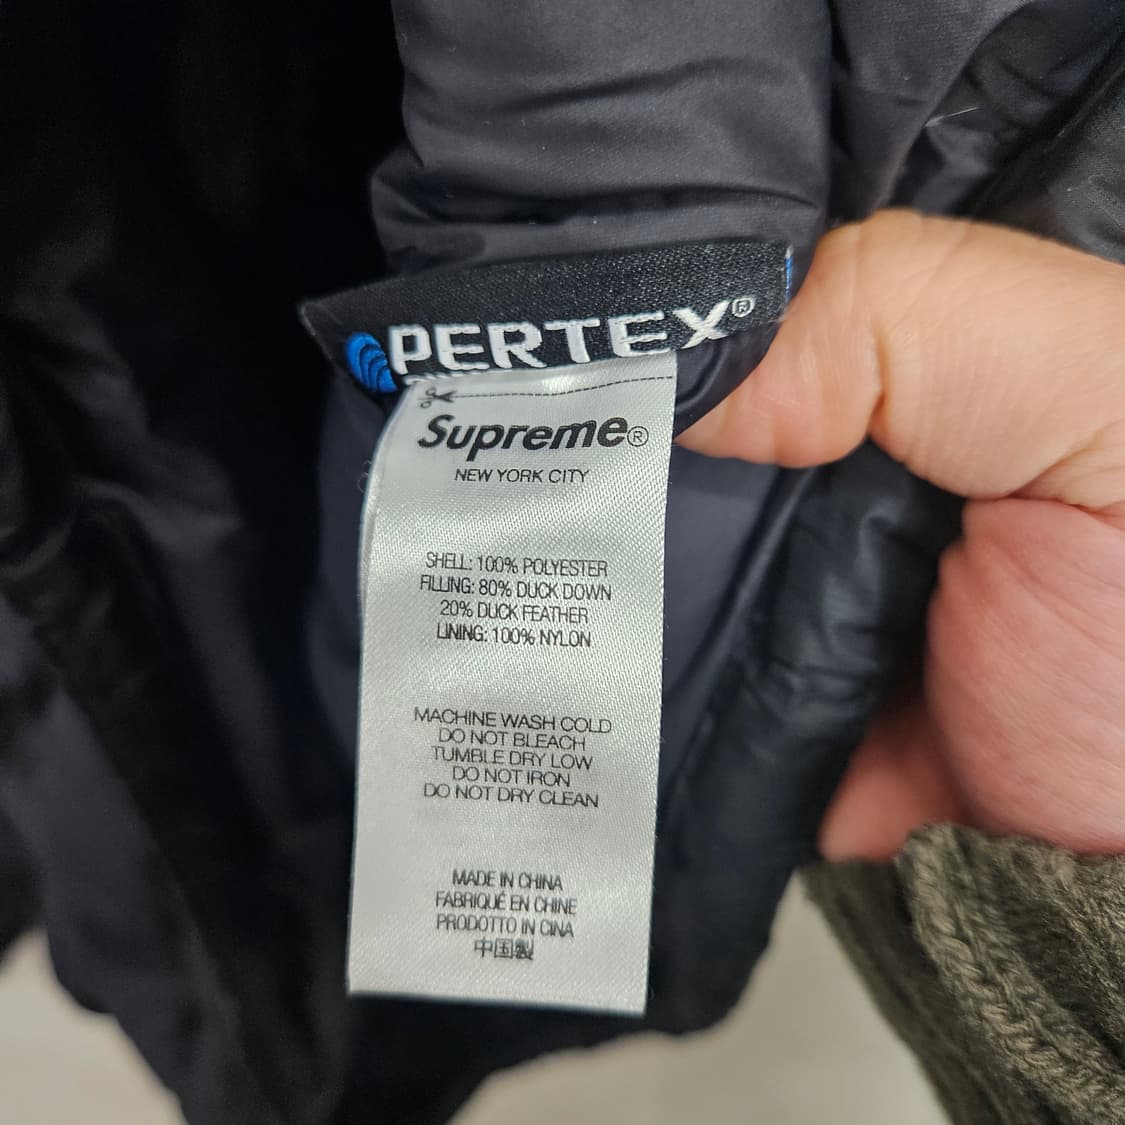 PERTEX®
Supreme®
NEW YORK CITY
SHELL: 100% POLYESTER
FILLING: 80% DUCK DOWN
20% DUCK FEATHER
LINING: 100% NYLON
MACHINE WASH COLD
DO NOT BLEACH
TUMBLE DRY LOW
DO NOT IRON
DO NOT DRY CLEAN
MADE IN CHINA
FABRIQUÉ EN CHINE
PRODOTTO IN CINA
中国製